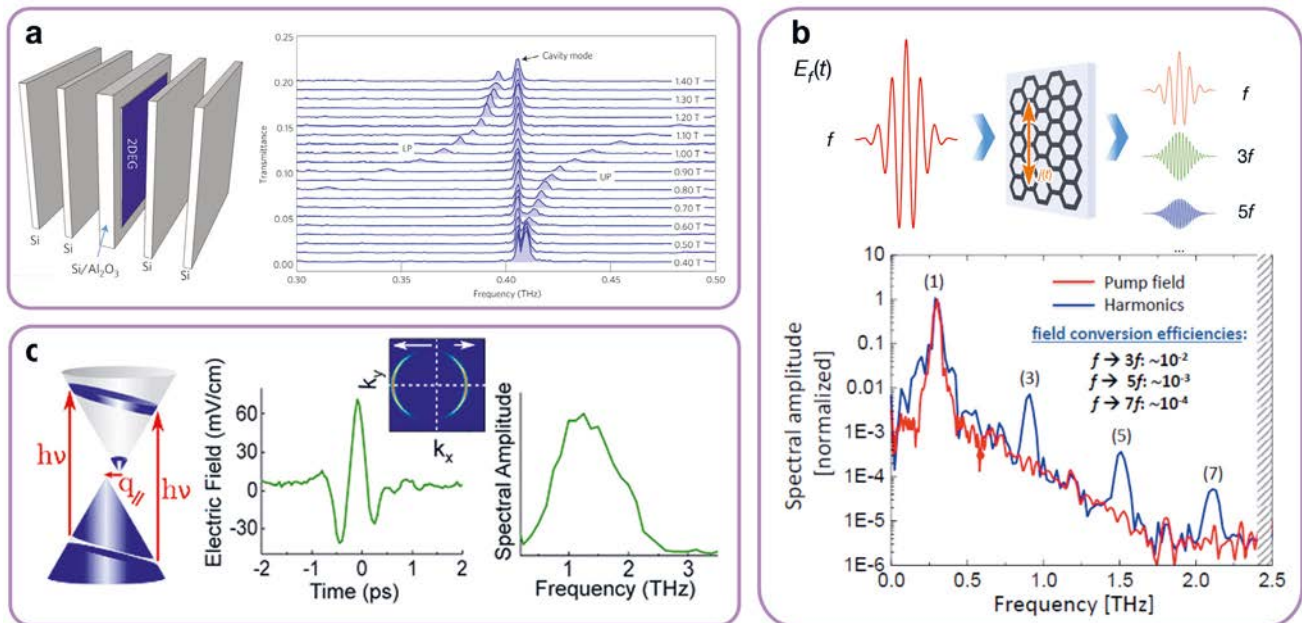 a
2DEG
Si
Si
Si/Al₂O₃
Si
Si
0.25
0.20
0.15
0.10
0.05
0.00
Transmittance
Cavity mode
LP
UP
1.40 T
1.30 T
1.20 T
1.10 T
1.00 T
0.90 T
0.80 T
0.70 T
0.60 T
0.50 T
0.40 T
0.30
0.35
0.40
0.45
0.50
Frequency (THz)
b
E_f(t)
f
j(t)
f
3f
5f
...
10
1
0.1
0.01
1E-3
1E-4
1E-5
1E-6
Spectral amplitude
[normalized]
(1)
(3)
(5)
(7)
Pump field
Harmonics
field conversion efficiencies:
f → 3f: ~10⁻²
f → 5f: ~10⁻³
f → 7f: ~10⁻⁴
0.0
0.5
1.0
1.5
2.0
2.5
Frequency [THz]
c
hν
q//
hν
Electric Field (mV/cm)
60
30
0
-30
-2
-1
0
1
2
Time (ps)
k_y
k_x
Spectral Amplitude
1
2
3
Frequency (THz)